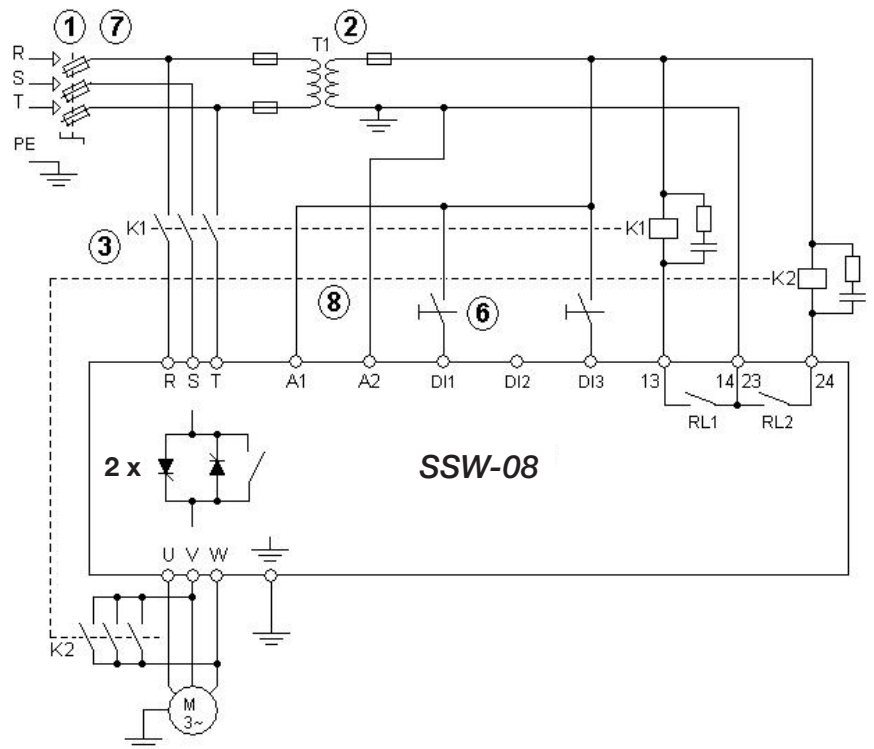 1 7 2
T1
R
S
T
PE
K1 K1
3
K2
8 6
R S T A1 A2 DI1 DI2 DI3 13 14 23 24
RL1 RL2
2 x SSW-08
U V W
K2
M
3~